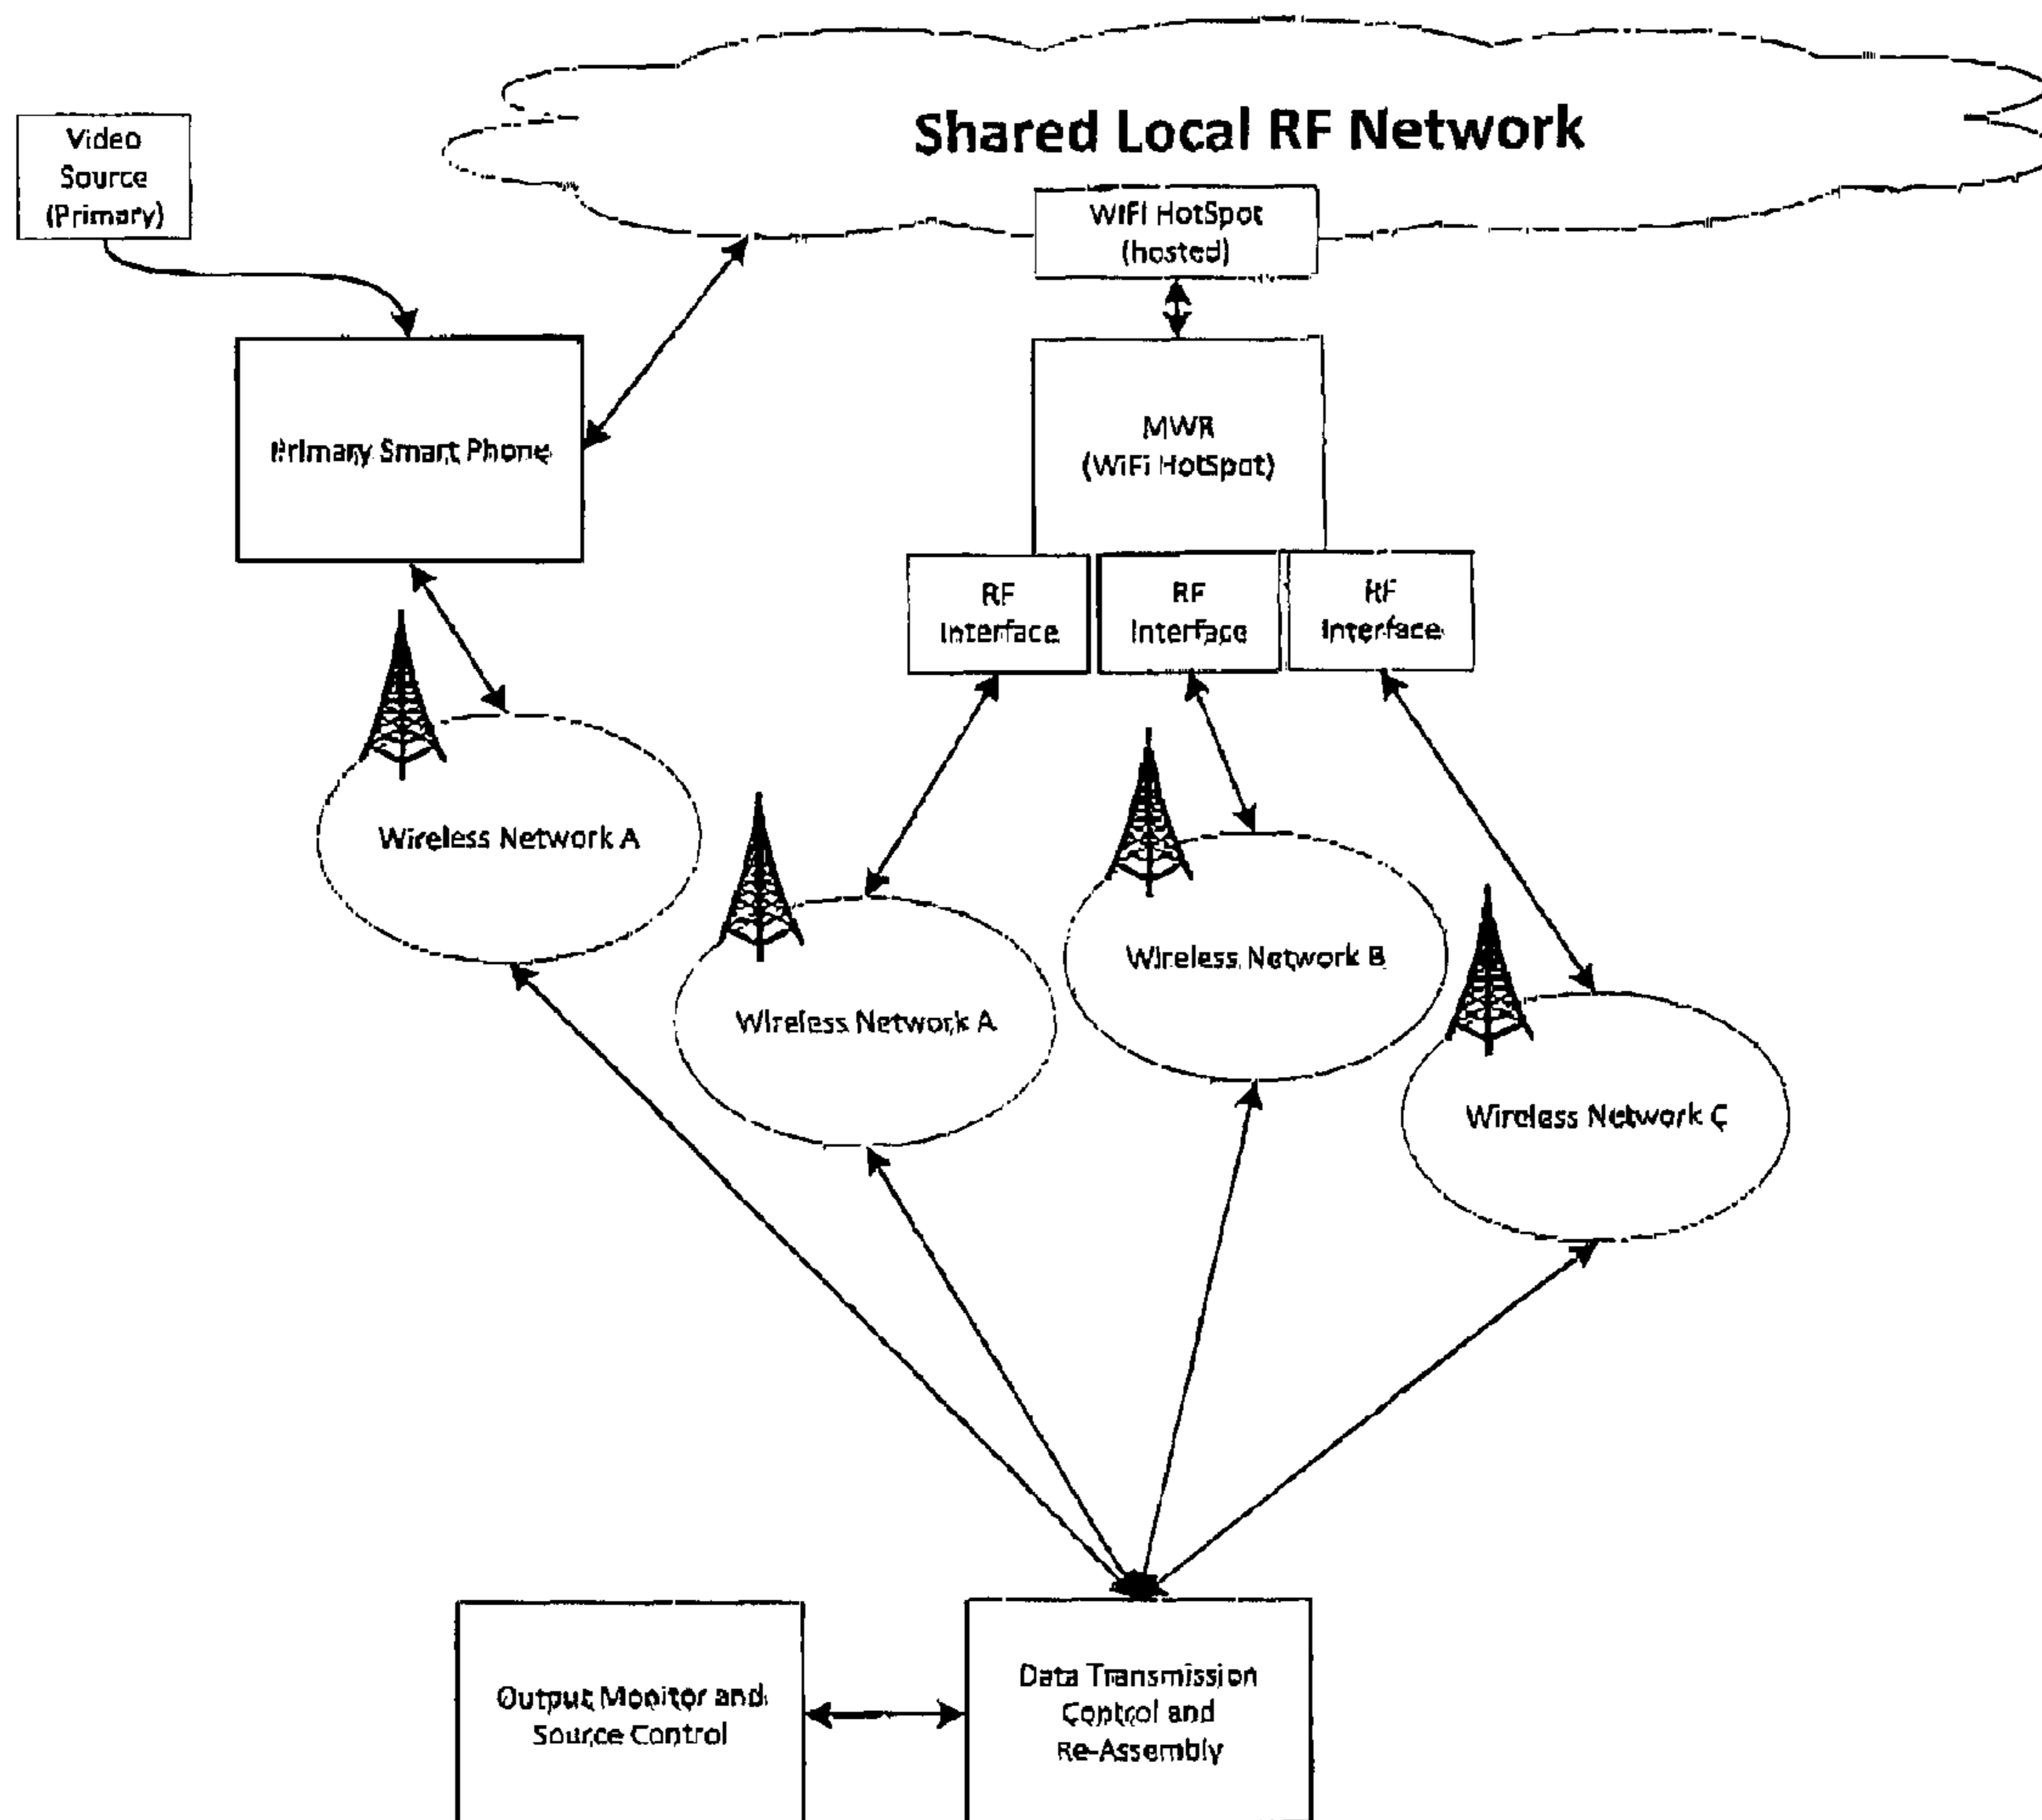 Shared Local RF Network
Video
Source
(Primary)
WiFi HotSpot
(hosted)
Primary Smart Phone
MWR
(WiFi HotSpot)
RF
Interface
RF
Interface
RF
Interface
Wireless Network A
Wireless Network A
Wireless Network B
Wireless Network C
Output Monitor and
Source Control
Data Transmission
Control and
Re-Assembly